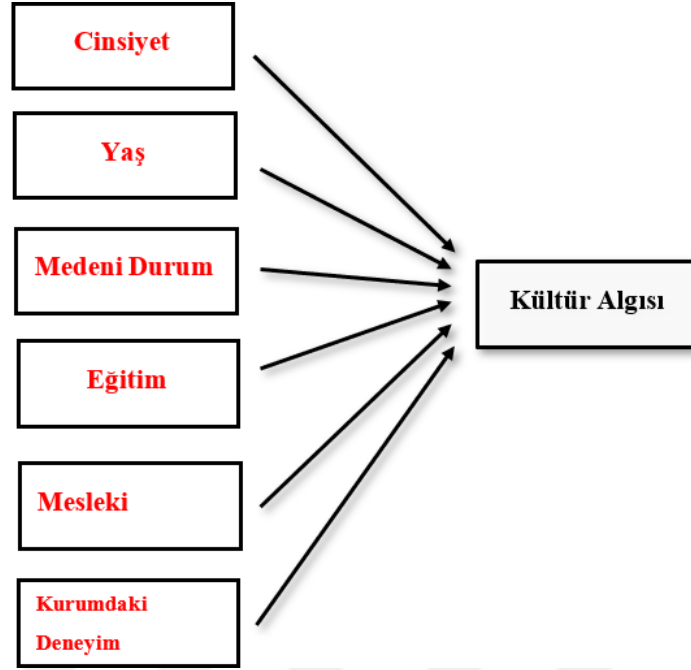 Cinsiyet
Yaş
Medeni Durum
Kültür Algısı
Eğitim
Mesleki
Kurumdaki
Deneyim